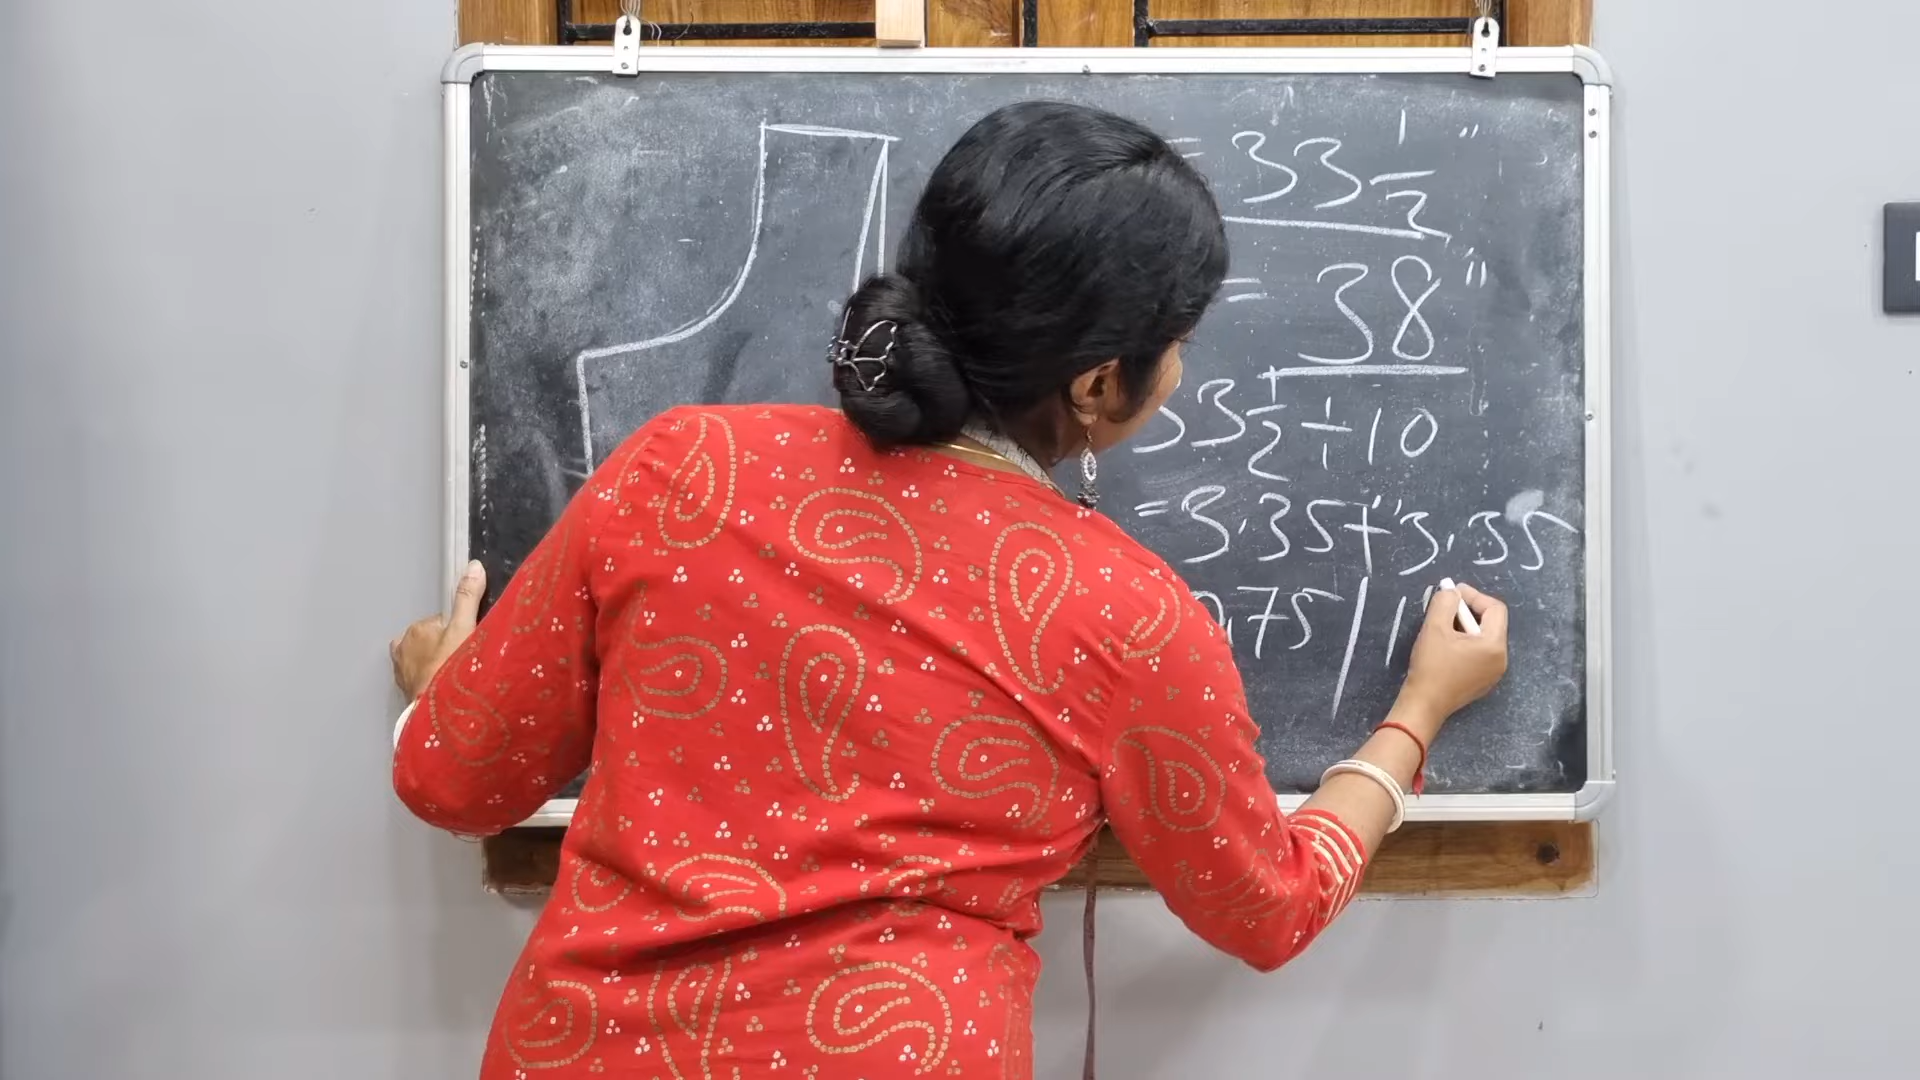 = 33 1/2 "
= 38 "
33 1/2 ÷ 10
= 3.35 + 3.35
.75 / 1